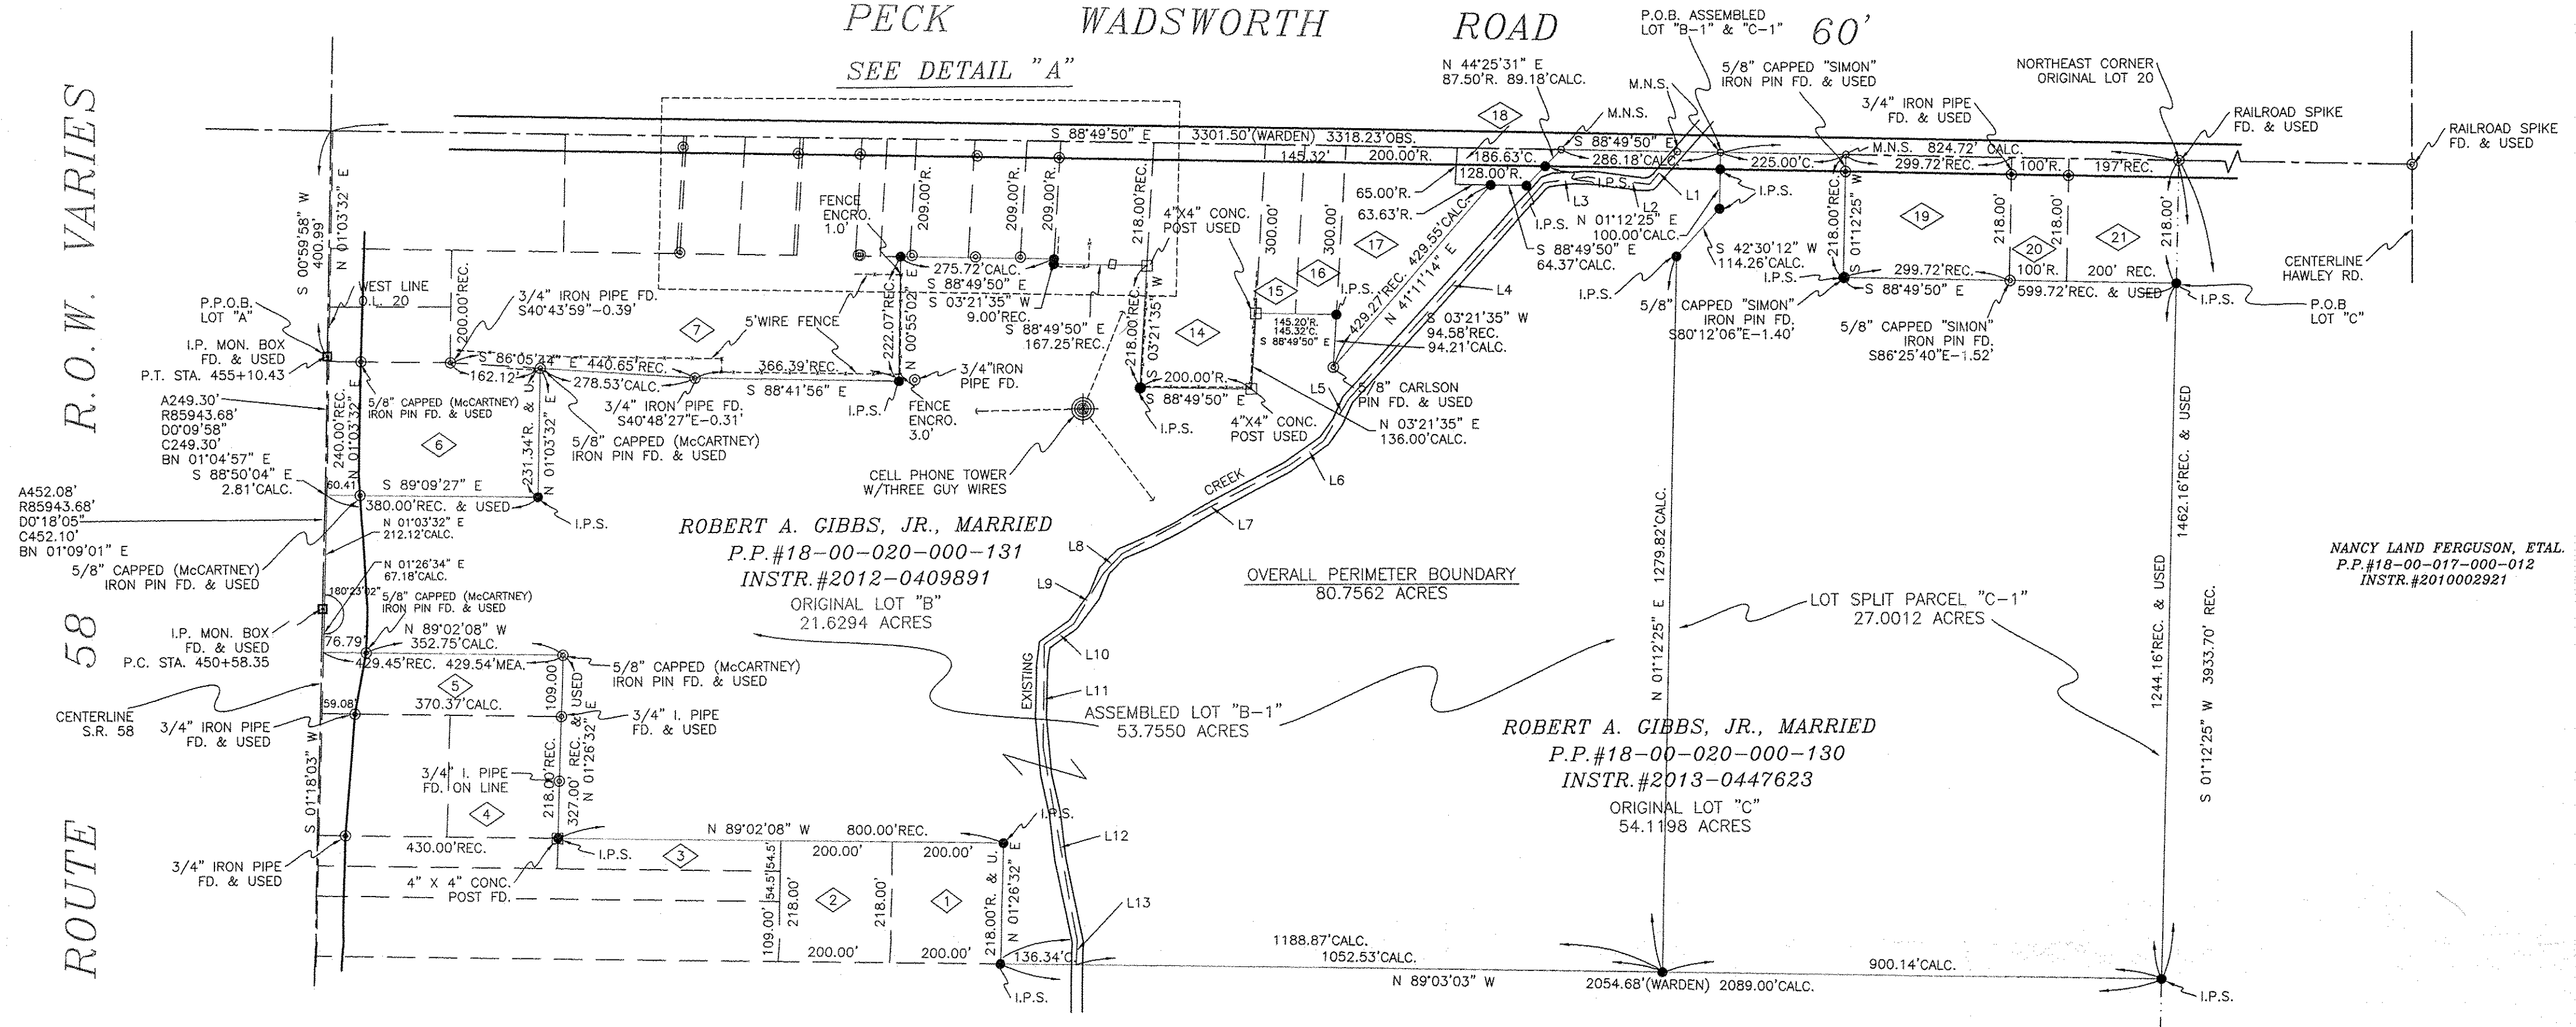 PECK WADSWORTH ROAD 60'
SEE DETAIL "A"
ROUTE 58 R.O.W. VARIES
P.O.B. ASSEMBLED
LOT "B-1" & "C-1"
N 44°25'31" E
87.50'R. 89.18'CALC.
M.N.S.
M.N.S.
M.N.S.
5/8" CAPPED "SIMON"
IRON PIN FD. & USED
3/4" IRON PIPE
FD. & USED
NORTHEAST CORNER
ORIGINAL LOT 20
RAILROAD SPIKE
FD. & USED
RAILROAD SPIKE
FD. & USED
CENTERLINE
HAWLEY RD.
18
S 88°49'50" E 3301.50'(WARDEN) 3318.23'OBS.
145.32'
200.00'R.
186.63'C.
S 88°49'50" E
286.18'CALC.
225.00'C.
M.N.S. 824.72' CALC.
299.72'REC.
100'R.
197'REC.
128.00'R.
65.00'R.
63.63'R.
I.P.S.
I.P.S.
I.P.S.
L1
L2
L3
N 01°12'25" E
100.00'CALC.
S 88°49'50" E
64.37'CALC.
S 42°30'12" W
114.26'CALC.
I.P.S.
218.00'REC.
S 01°12'25" W
19
218.00'
20
218.00'
21
218.00'
299.72'REC.
100'R.
200' REC.
S 88°49'50" E
599.72'REC. & USED
I.P.S.
I.P.S.
P.O.B
LOT "C"
5/8" CAPPED "SIMON"
IRON PIN FD.
S80°12'06"E-1.40'
5/8" CAPPED "SIMON"
IRON PIN FD.
S86°25'40"E-1.52'
S 00°59'58" W
400.99'
N 01°03'32" E
WEST LINE
O.L. 20
200.00'REC.
P.P.O.B.
LOT "A"
I.P. MON. BOX
FD. & USED
P.T. STA. 455+10.43
3/4" IRON PIPE FD.
S40°43'59"-0.39'
7
5'WIRE FENCE
FENCE
ENCRO.
1.0'
209.00'R.
209.00'R.
209.00'R.
218.00'REC.
222.07'REC.
N 00°55'02" E
275.72'CALC.
S 88°49'50" E
S 03°21'35" W
9.00'REC.
S 88°49'50" E
167.25'REC.
4"X4" CONC.
POST USED
218.00'REC.
S 03°21'35" W
14
300.00'
300.00'
15
16
17
145.20'R.
145.32'C.
S 88°49'50" E
I.P.S.
429.27'REC. 429.55'CALC.
N 41°11'14" E
L4
S 03°21'35" W
94.58'REC.
94.21'CALC.
S 86°05'44" E
440.65'REC.
162.12'
278.53'CALC.
366.39'REC.
S 88°41'56" E
3/4" IRON PIPE FD.
S40°48'27"E-0.31'
I.P.S.
3/4"IRON
PIPE FD.
FENCE
ENCRO.
3.0'
200.00'R.
S 88°49'50" E
I.P.S.
4"X4" CONC.
POST USED
L5
5/8" CARLSON
PIN FD. & USED
N 03°21'35" E
136.00'CALC.
L6
A249.30'
R85943.68'
D0°09'58"
C249.30'
BN 01°04'57" E
S 88°50'04" E
2.81'CALC.
240.00'REC.
N 01°03'32" E
5/8" CAPPED (McCARTNEY)
IRON PIN FD. & USED
6
231.34'R. & U.
N 01°03'32" E
5/8" CAPPED (McCARTNEY)
IRON PIN FD. & USED
CELL PHONE TOWER
W/THREE GUY WIRES
CREEK
L7
A452.08'
R85943.68'
D0°18'05"
C452.10'
BN 01°09'01" E
60.41
S 89°09'27" E
380.00'REC. & USED
I.P.S.
N 01°03'32" E
212.12'CALC.
5/8" CAPPED (McCARTNEY)
IRON PIN FD. & USED
ROBERT A. GIBBS, JR., MARRIED
P.P.#18-00-020-000-131
INSTR.#2012-0409891
ORIGINAL LOT "B"
21.6294 ACRES
L8
L9
L10
L11
EXISTING
OVERALL PERIMETER BOUNDARY
80.7562 ACRES
N 01°12'25" E 1279.82'CALC.
LOT SPLIT PARCEL "C-1"
27.0012 ACRES
1244.16'REC. & USED
1462.16'REC. & USED
S 01°12'25" W 3933.70' REC.
NANCY LAND FERGUSON, ETAL.
P.P.#18-00-017-000-012
INSTR.#2010002921
N 01°26'34" E
67.18'CALC.
180°23'02"
5/8" CAPPED (McCARTNEY)
IRON PIN FD. & USED
I.P. MON. BOX
FD. & USED
P.C. STA. 450+58.35
76.79'
N 89°02'08" W
352.75'CALC.
429.45'REC. 429.54'MEA.
5/8" CAPPED (McCARTNEY)
IRON PIN FD. & USED
5
109.00'
59.08'
370.37'CALC.
3/4" I. PIPE
FD. & USED
CENTERLINE
S.R. 58
3/4" IRON PIPE
FD. & USED
S 01°18'03" W
218.00'REC.
327.00' REC. & USED
N 01°26'32" E
3/4" I. PIPE
FD. ON LINE
4
ASSEMBLED LOT "B-1"
53.7550 ACRES
ROBERT A. GIBBS, JR., MARRIED
P.P.#18-00-020-000-130
INSTR.#2013-0447623
ORIGINAL LOT "C"
54.1198 ACRES
I.P.S.
N 89°02'08" W 800.00'REC.
L12
3/4" IRON PIPE
FD. & USED
430.00'REC.
I.P.S.
3
200.00'
200.00'
4" X 4" CONC.
POST FD.
54.5'
54.5'
109.00'
218.00'
2
218.00'
1
218.00'R. & U.
N 01°26'32" E
L13
200.00'
200.00'
136.34'C.
I.P.S.
1188.87'CALC.
1052.53'CALC.
900.14'CALC.
N 89°03'03" W 2054.68'(WARDEN) 2089.00'CALC.
I.P.S.